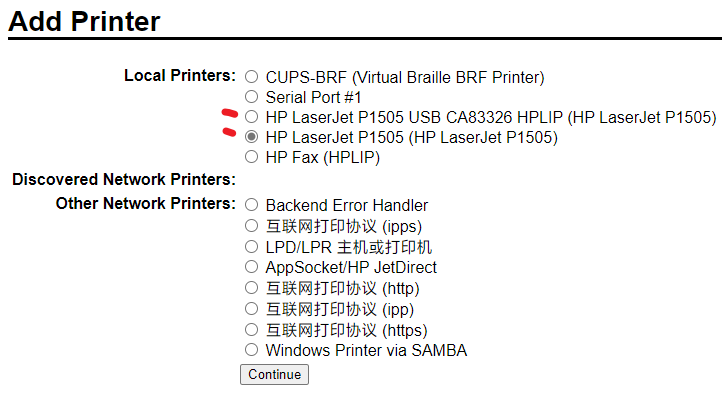 Add Printer
Local Printers: CUPS-BRF (Virtual Braille BRF Printer)
Serial Port #1
HP LaserJet P1505 USB CA83326 HPLIP (HP LaserJet P1505)
HP LaserJet P1505 (HP LaserJet P1505)
HP Fax (HPLIP)
Discovered Network Printers:
Other Network Printers: Backend Error Handler
互联网打印协议 (ipps)
LPD/LPR 主机或打印机
AppSocket/HP JetDirect
互联网打印协议 (http)
互联网打印协议 (ipp)
互联网打印协议 (https)
Windows Printer via SAMBA
Continue